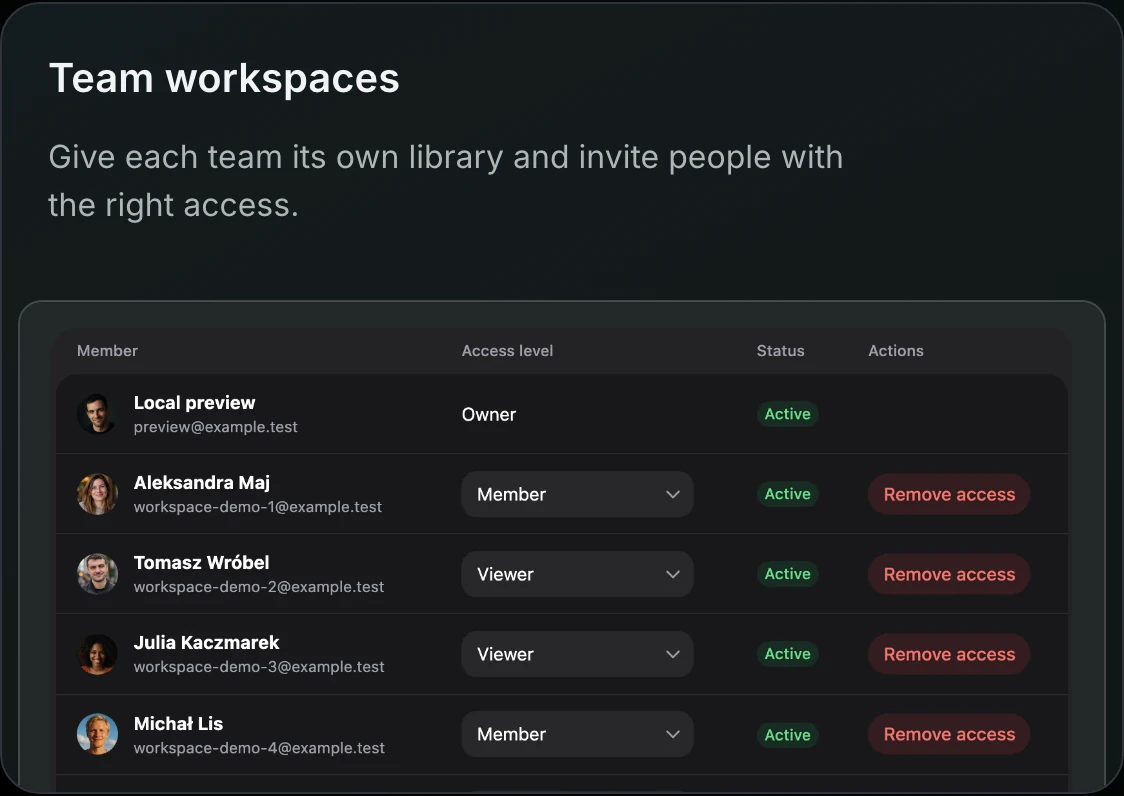 Team workspaces
Give each team its own library and invite people with
the right access.
Member Access level Status Actions
Local preview
preview@example.test
Owner
Active
Aleksandra Maj
workspace-demo-1@example.test
Member
Active
Remove access
Tomasz Wróbel
workspace-demo-2@example.test
Viewer
Active
Remove access
Julia Kaczmarek
workspace-demo-3@example.test
Viewer
Active
Remove access
Michał Lis
workspace-demo-4@example.test
Member
Active
Remove access